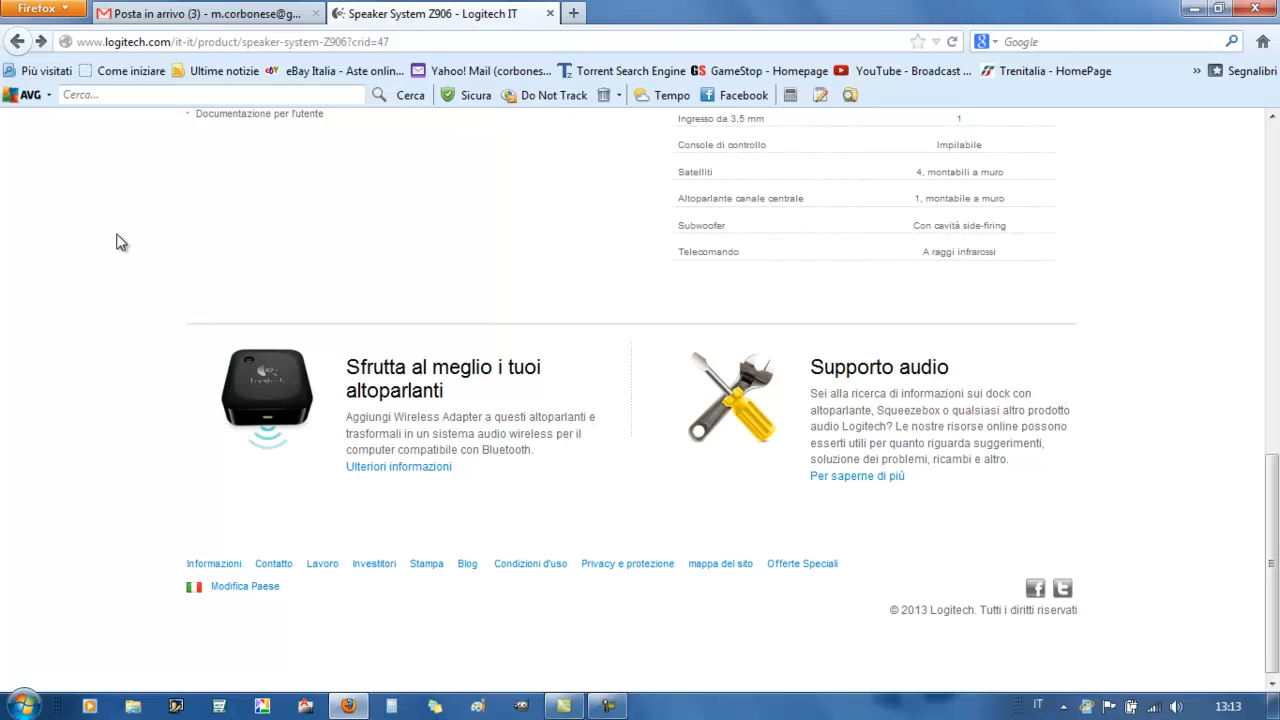 Firefox
Posta in arrivo (3) - m.corbonese@g...
Speaker System Z906 - Logitech IT
www.logitech.com/it-it/product/speaker-system-Z906?crid=47
Google
Più visitati
Come iniziare
Ultime notizie
eBay Italia - Aste onlin...
Yahoo! Mail (corbones...
Torrent Search Engine
GameStop - Homepage
YouTube - Broadcast ...
Trenitalia - HomePage
» Segnalibri
AVG
Cerca...
Cerca
Sicura
Do Not Track
Tempo
Facebook
Documentazione per l'utente
Ingresso da 3,5 mm 1
Console di controllo Impilabile
Satelliti 4, montabili a muro
Altoparlante canale centrale 1, montabile a muro
Subwoofer Con cavità side-firing
Telecomando A raggi infrarossi
Logitech
Sfrutta al meglio i tuoi
altoparlanti
Aggiungi Wireless Adapter a questi altoparlanti e
trasformali in un sistema audio wireless per il
computer compatibile con Bluetooth.
Ulteriori informazioni
Supporto audio
Sei alla ricerca di informazioni sui dock con
altoparlante, Squeezebox o qualsiasi altro prodotto
audio Logitech? Le nostre risorse online possono
esserti utili per quanto riguarda suggerimenti,
soluzione dei problemi, ricambi e altro.
Per saperne di piú
Informazioni Contatto Lavoro Investitori Stampa Blog Condizioni d'uso Privacy e protezione mappa del sito Offerte Speciali
Modifica Paese
© 2013 Logitech. Tutti i diritti riservati
IT
13:13